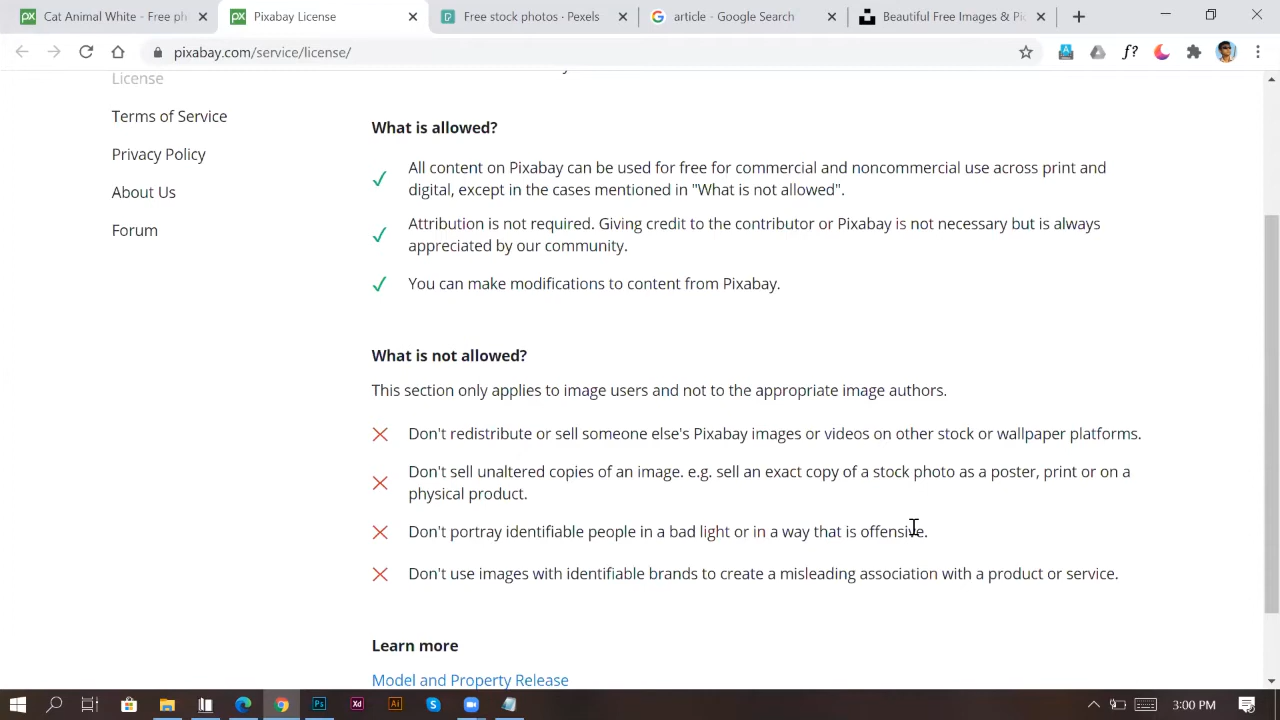 Cat Animal White - Free ph
Pixabay License
Free stock photos · Pexels
article - Google Search
Beautiful Free Images & Pi
pixabay.com/service/license/
License
Terms of Service
Privacy Policy
About Us
Forum
What is allowed?
All content on Pixabay can be used for free for commercial and noncommercial use across print and
digital, except in the cases mentioned in "What is not allowed".
Attribution is not required. Giving credit to the contributor or Pixabay is not necessary but is always
appreciated by our community.
You can make modifications to content from Pixabay.
What is not allowed?
This section only applies to image users and not to the appropriate image authors.
Don't redistribute or sell someone else's Pixabay images or videos on other stock or wallpaper platforms.
Don't sell unaltered copies of an image. e.g. sell an exact copy of a stock photo as a poster, print or on a
physical product.
Don't portray identifiable people in a bad light or in a way that is offensive.
Don't use images with identifiable brands to create a misleading association with a product or service.
Learn more
Model and Property Release
3:00 PM